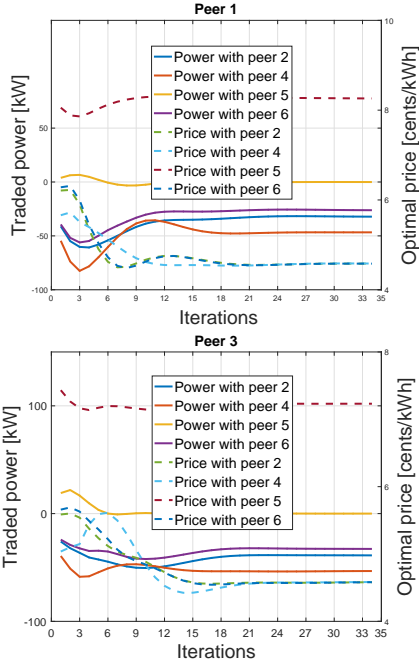 Peer 1
10
8
6
4
50
0
-50
-100
Traded power [kW]
Optimal price [cents/kWh]
Power with peer 2
Power with peer 4
Power with peer 5
Power with peer 6
Price with peer 2
Price with peer 4
Price with peer 5
Price with peer 6
0 3 6 9 12 15 18 21 24 27 30 33 35
Iterations
Peer 3
8
6
4
100
0
-100
Traded power [kW]
Optimal price [cents/kWh]
Power with peer 2
Power with peer 4
Power with peer 5
Power with peer 6
Price with peer 2
Price with peer 4
Price with peer 5
Price with peer 6
0 3 6 9 12 15 18 21 24 27 30 33 35
Iterations